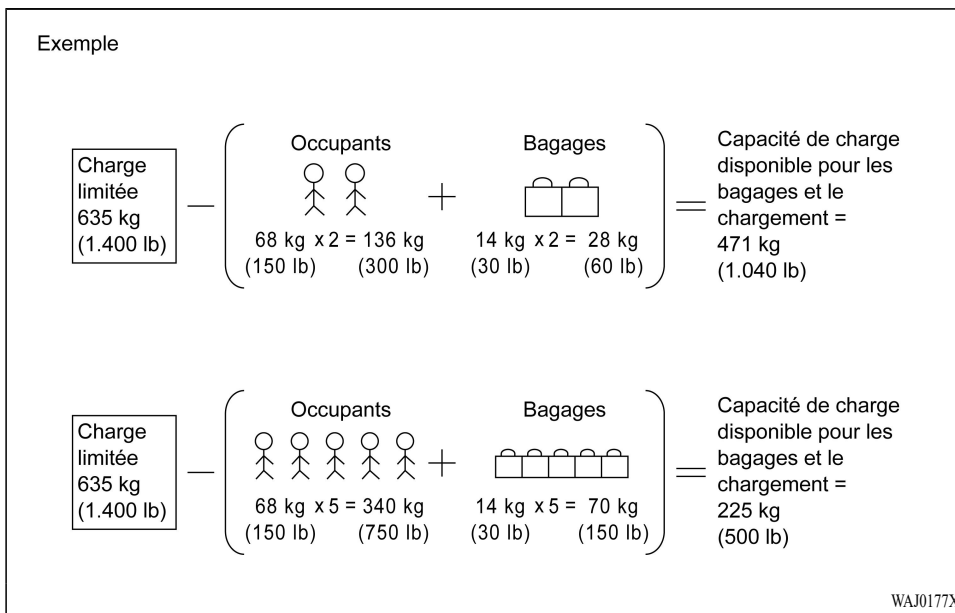 Exemple
Charge
limitée
635 kg
(1.400 lb)
Occupants
68 kg x 2 = 136 kg
(150 lb) (300 lb)
Bagages
14 kg x 2 = 28 kg
(30 lb) (60 lb)
Capacité de charge
disponible pour les
bagages et le
chargement =
471 kg
(1.040 lb)
Charge
limitée
635 kg
(1.400 lb)
Occupants
68 kg x 5 = 340 kg
(150 lb) (750 lb)
Bagages
14 kg x 5 = 70 kg
(30 lb) (150 lb)
Capacité de charge
disponible pour les
bagages et le
chargement =
225 kg
(500 lb)
WAJ0177X